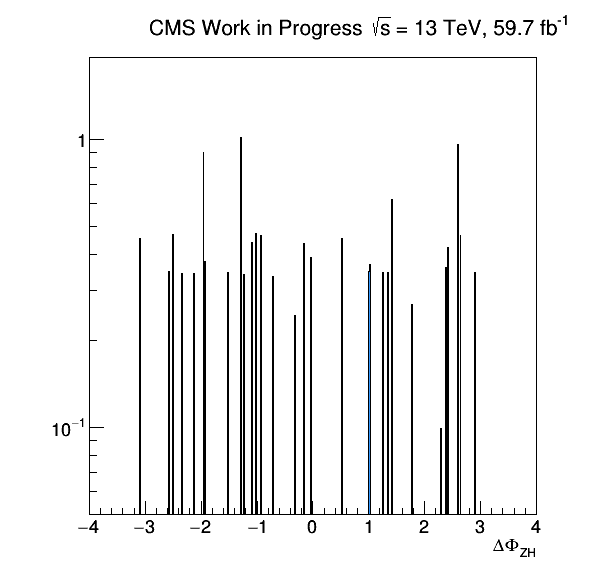 CMS Work in Progress √s = 13 TeV, 59.7 fb⁻¹
1
10⁻¹
−4 −3 −2 −1 0 1 2 3 4
ΔΦ_ZH